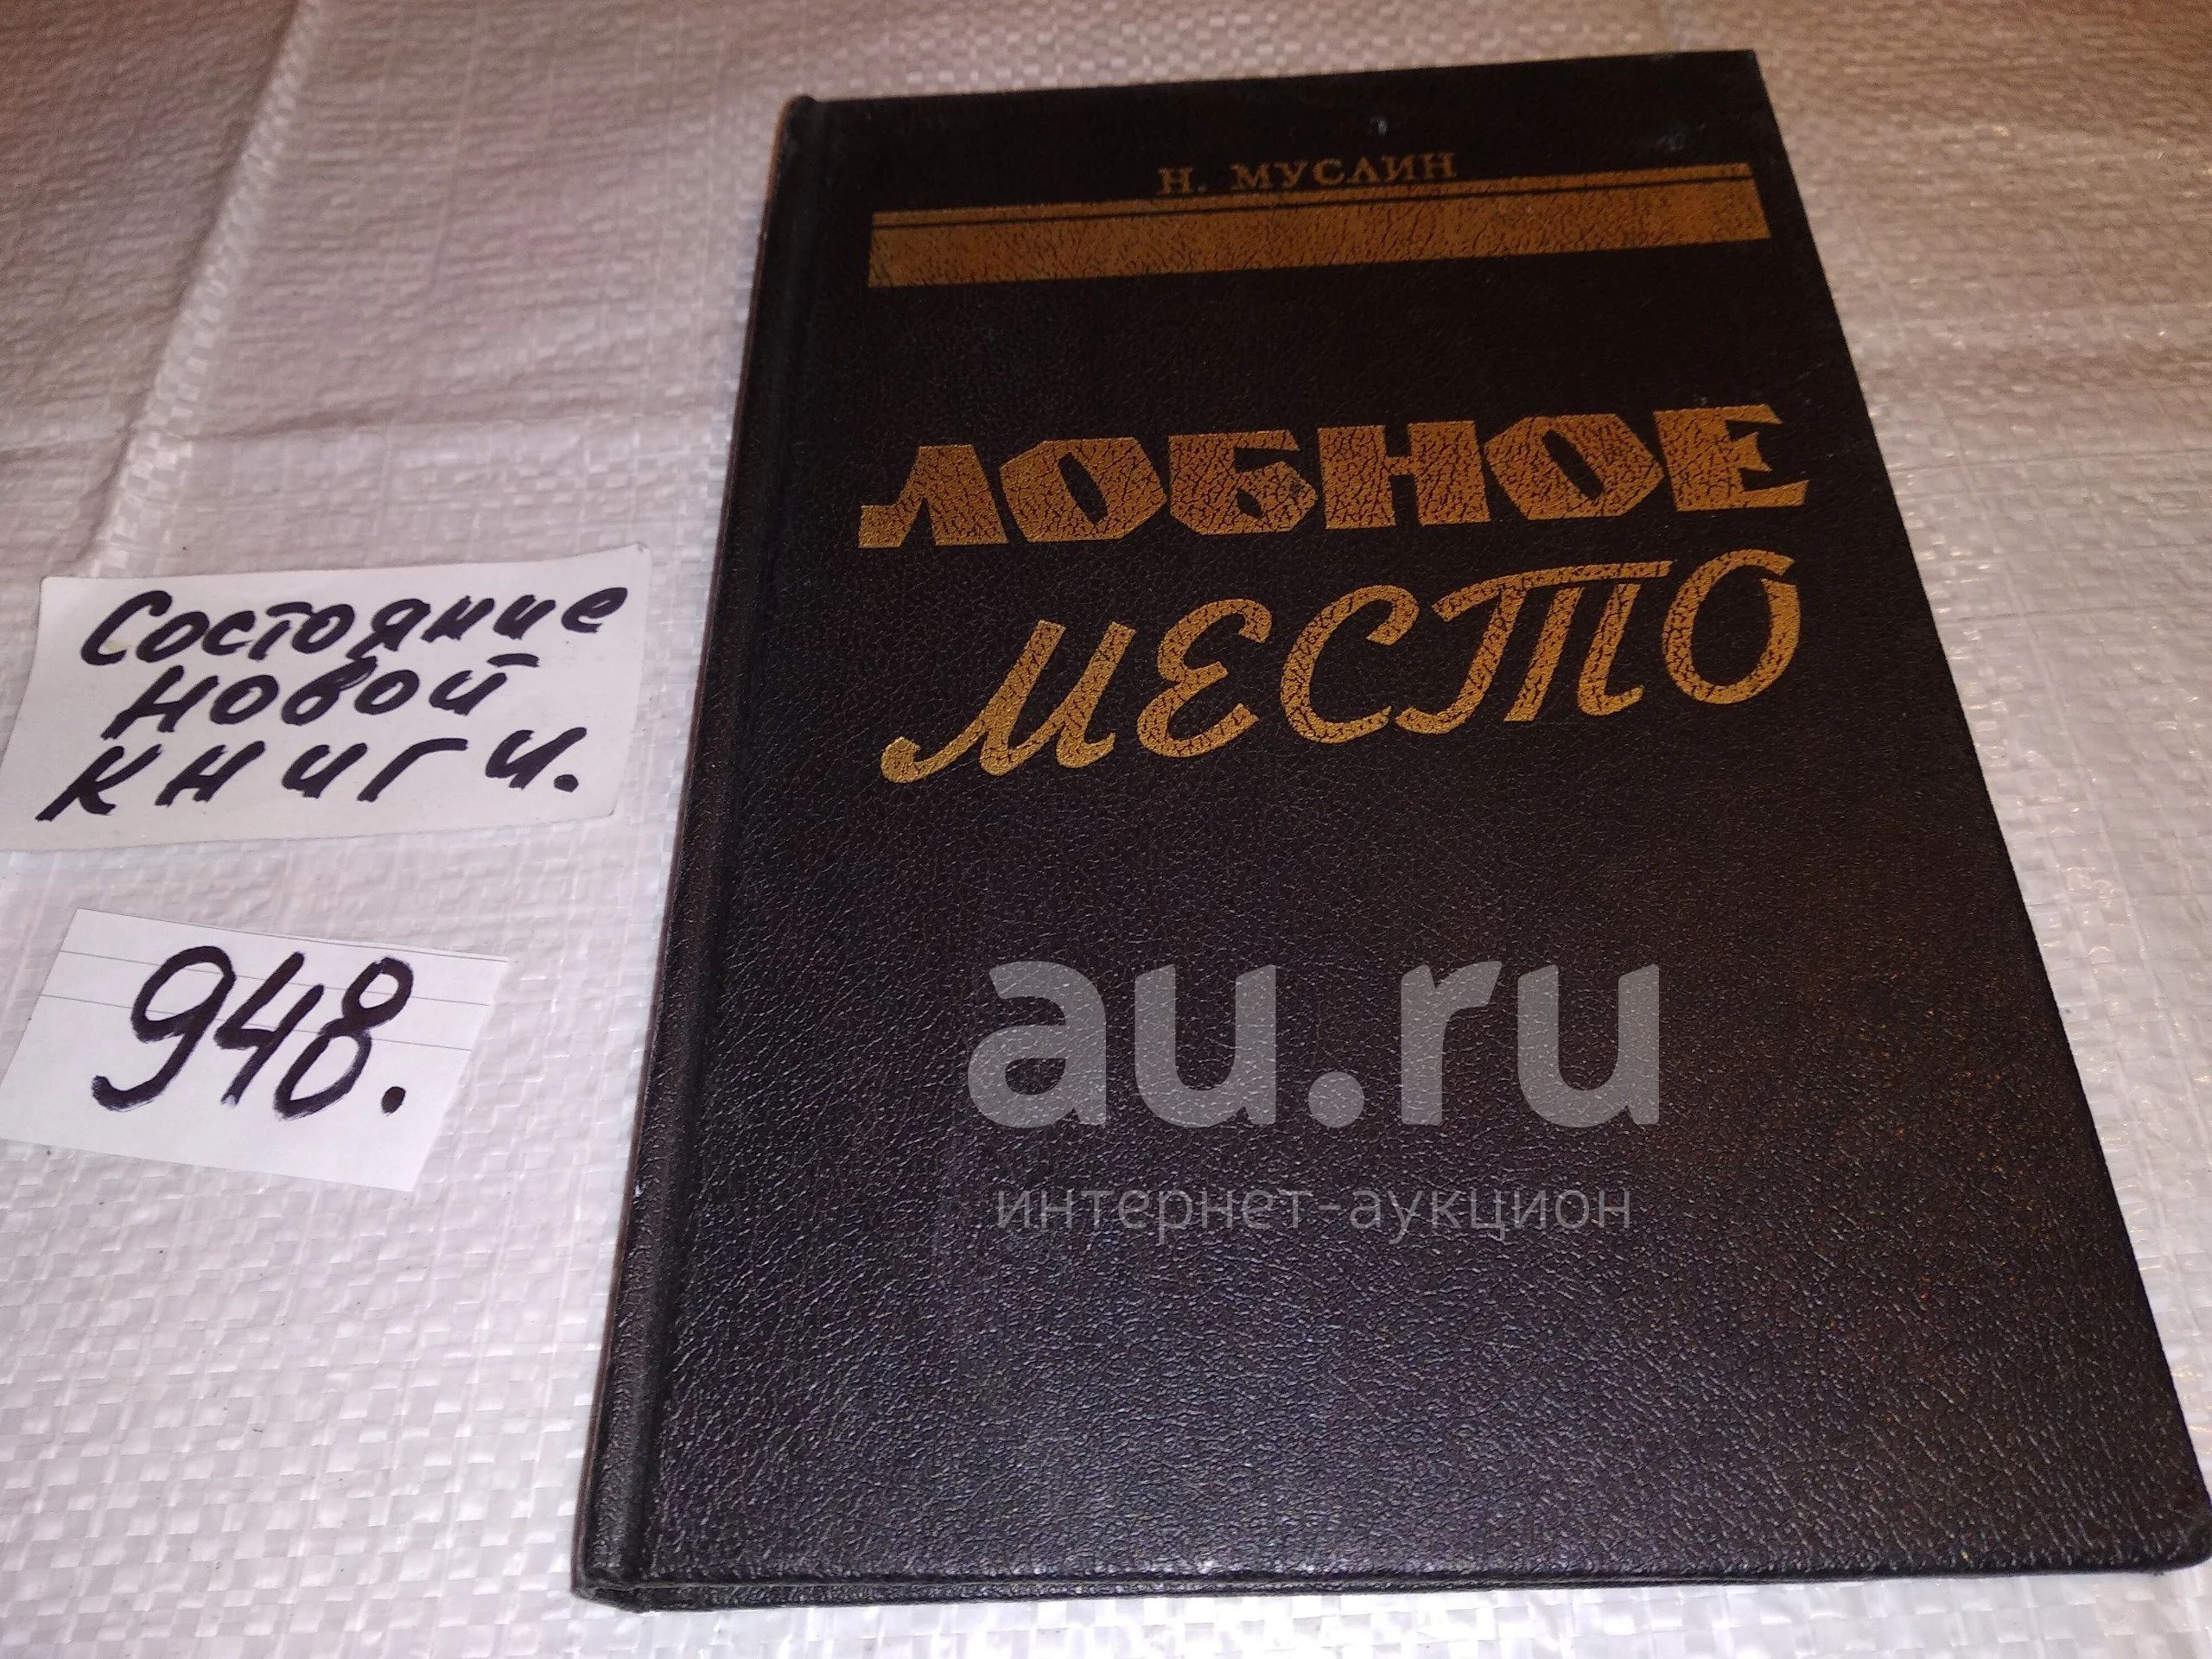 Н. МУСЛИН
ЛОБНОЕ
МЕСТО
Состояние
новой
книги.
948.
au.ru
интернет-аукцион